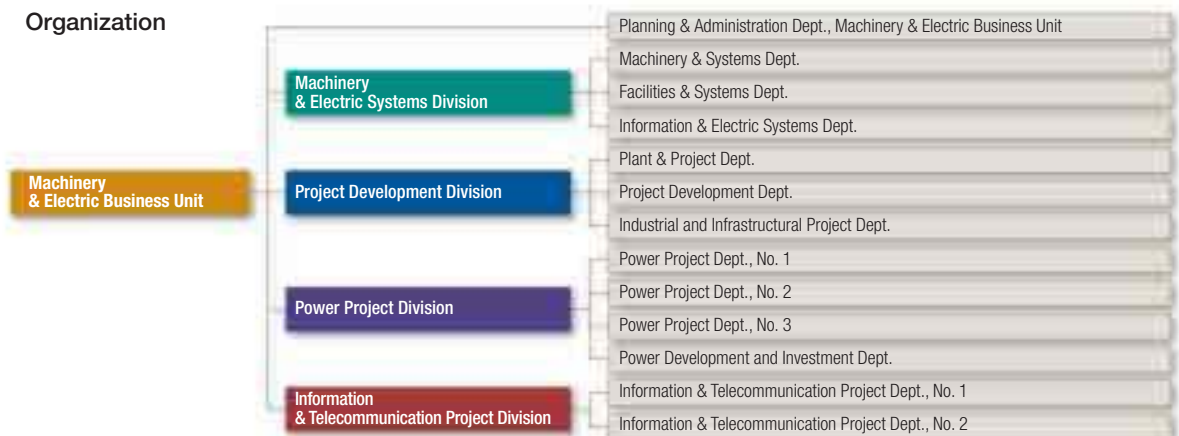 Organization
Planning & Administration Dept., Machinery & Electric Business Unit
Machinery
& Electric Systems Division
Machinery & Systems Dept.
Facilities & Systems Dept.
Information & Electric Systems Dept.
Machinery
& Electric Business Unit
Project Development Division
Plant & Project Dept.
Project Development Dept.
Industrial and Infrastructural Project Dept.
Power Project Division
Power Project Dept., No. 1
Power Project Dept., No. 2
Power Project Dept., No. 3
Power Development and Investment Dept.
Information
& Telecommunication Project Division
Information & Telecommunication Project Dept., No. 1
Information & Telecommunication Project Dept., No. 2